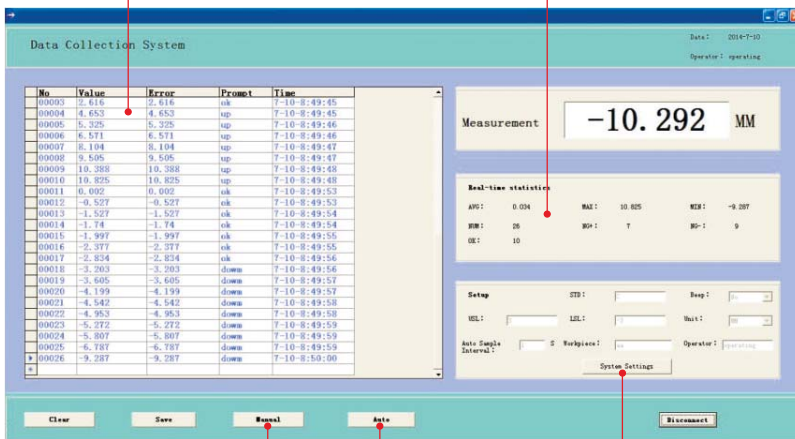 Data Collection System
Data: 2014-7-10
Operator: operating
No Value Error Prompt Time
00003 2.616 2.616 ok 7-10-8:49:45
00004 4.653 4.653 up 7-10-8:49:45
00005 5.325 5.325 up 7-10-8:49:46
00006 6.571 6.571 up 7-10-8:49:46
00007 8.104 8.104 up 7-10-8:49:47
00008 9.505 9.505 up 7-10-8:49:47
00009 10.388 10.388 up 7-10-8:49:48
00010 10.825 10.825 up 7-10-8:49:48
00011 0.002 0.002 ok 7-10-8:49:53
00012 -0.527 -0.527 ok 7-10-8:49:53
00013 -1.527 -1.527 ok 7-10-8:49:54
00014 -1.74 -1.74 ok 7-10-8:49:54
00015 -1.997 -1.997 ok 7-10-8:49:55
00016 -2.377 -2.377 ok 7-10-8:49:55
00017 -2.834 -2.834 ok 7-10-8:49:56
00018 -3.203 -3.203 down 7-10-8:49:56
00019 -3.605 -3.605 down 7-10-8:49:57
00020 -4.199 -4.199 down 7-10-8:49:57
00021 -4.542 -4.542 down 7-10-8:49:58
00022 -4.953 -4.953 down 7-10-8:49:58
00023 -5.272 -5.272 down 7-10-8:49:59
00024 -5.807 -5.807 down 7-10-8:49:59
00025 -6.787 -6.787 down 7-10-8:49:59
00026 -9.287 -9.287 down 7-10-8:50:00
Measurement -10.292 MM
Real-time statistics
AVG: 0.034 MAX: 10.825 MIN: -9.287
NUM: 26 NG+: 7 NG-: 9
OK: 10
Setup STD: Beep:
USL: LSL: Unit:
Auto Sample Interval: S Workpiece: Operator: operating
System Settings
Clear Save Manual Auto Disconnect